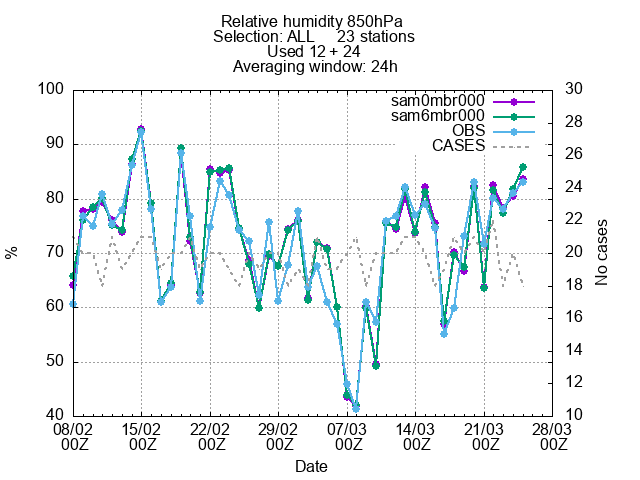 Relative humidity 850hPa
Selection: ALL 23 stations
Used 12 + 24
Averaging window: 24h
sam0mbr000
sam6mbr000
OBS
CASES
100
90
80
70
60
50
40
%
30
28
26
24
22
20
18
16
14
12
10
No cases
08/02 15/02 22/02 29/02 07/03 14/03 21/03 28/03
00Z 00Z 00Z 00Z 00Z 00Z 00Z 00Z
Date